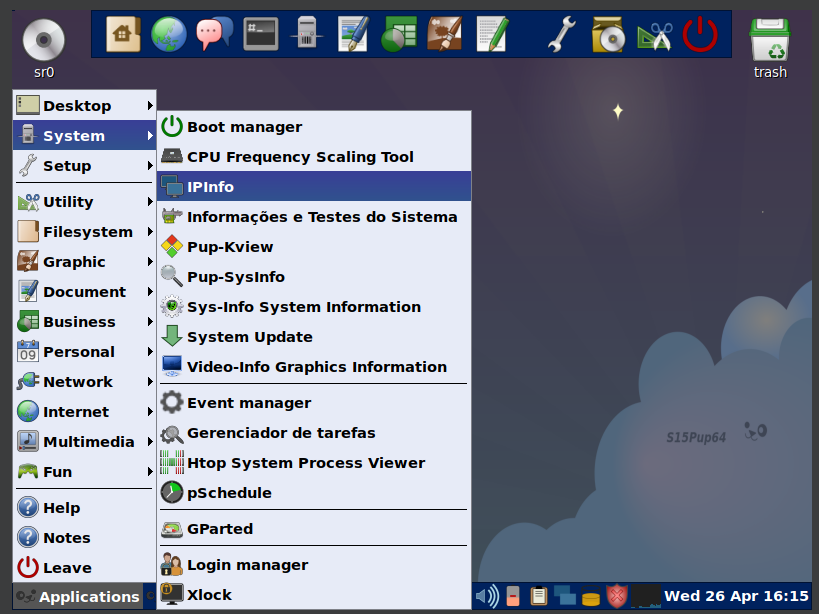 sr0
trash
Desktop
System
Setup
Utility
Filesystem
Graphic
Document
Business
Personal
09
Network
Internet
Multimedia
Fun
Help
Notes
Leave
Boot manager
CPU Frequency Scaling Tool
IPInfo
Informações e Testes do Sistema
Pup-Kview
Pup-SysInfo
Sys-Info System Information
System Update
Video-Info Graphics Information
Event manager
Gerenciador de tarefas
Htop System Process Viewer
pSchedule
GParted
Login manager
Xlock
S15Pup64
Applications
Wed 26 Apr 16:15